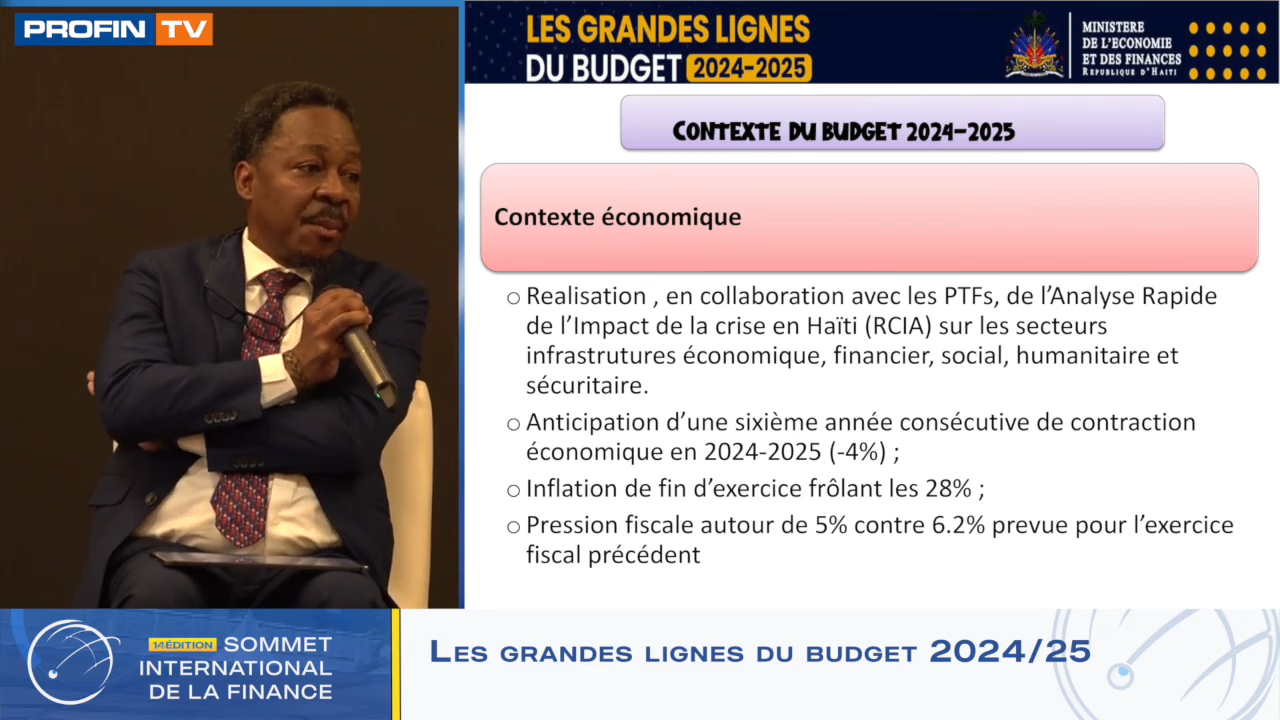 PROFIN TV
LES GRANDES LIGNES
DU BUDGET 2024-2025
MINISTERE
DE L'ECONOMIE
ET DES FINANCES
REPUBLIQUE D'HAITI
CONTEXTE DU BUDGET 2024-2025
Contexte économique
○ Realisation , en collaboration avec les PTFs, de l'Analyse Rapide
de l'Impact de la crise en Haïti (RCIA) sur les secteurs
infrastrutures économique, financier, social, humanitaire et
sécuritaire.
○ Anticipation d'une sixième année consécutive de contraction
économique en 2024-2025 (-4%) ;
○ Inflation de fin d'exercice frôlant les 28% ;
○ Pression fiscale autour de 5% contre 6.2% prevue pour l'exercice
fiscal précédent
14 ÉDITION SOMMET
INTERNATIONAL
DE LA FINANCE
LES GRANDES LIGNES DU BUDGET 2024/25